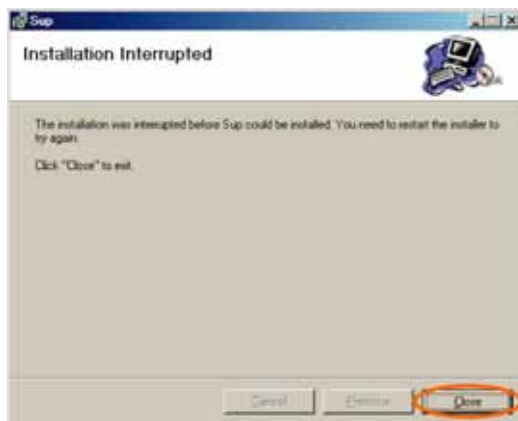 Sup
Installation Interrupted
The installation was interrupted before Sup could be installed. You need to restart the installer to
try again.
Click "Close" to exit.
Cancel
Previous
Close